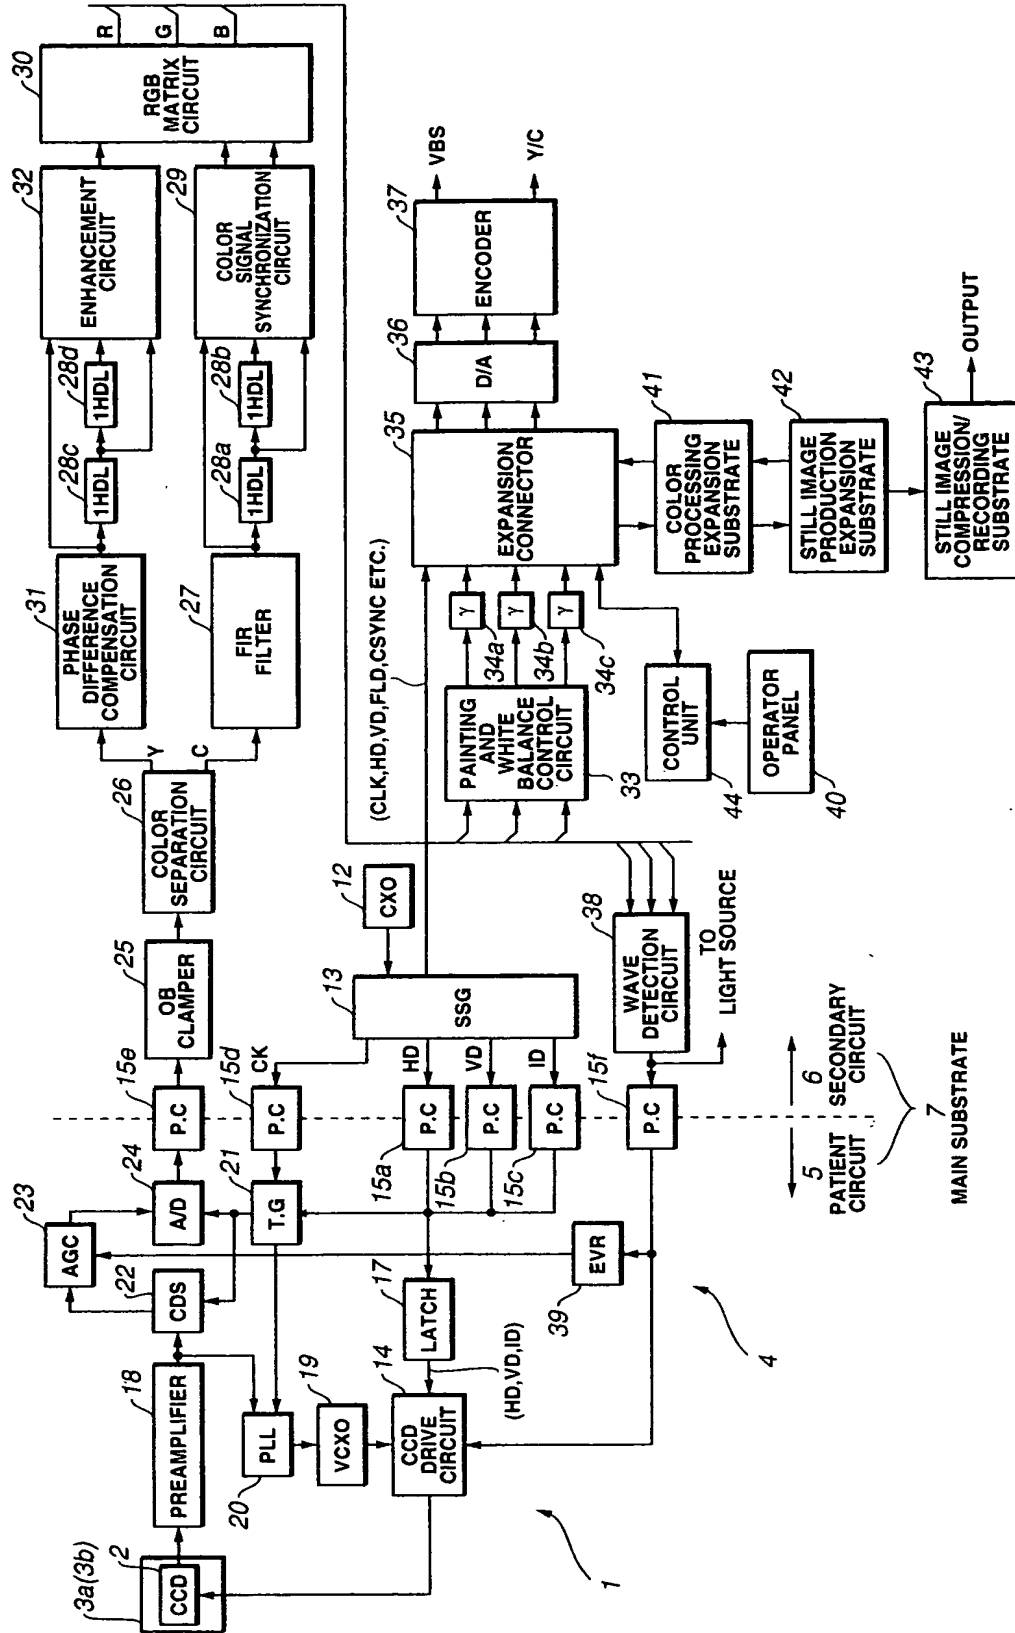 3a(3b)
2
CCD
18
PREAMPLIFIER
22
CDS
23
AGC
24
A/D
15e
P.C
25
OB
CLAMPER
26
COLOR
SEPARATION
CIRCUIT
Y
C
31
PHASE
DIFFERENCE
COMPENSATION
CIRCUIT
27
FIR
FILTER
28c
1HDL
28d
1HDL
28a
1HDL
28b
1HDL
32
ENHANCEMENT
CIRCUIT
29
COLOR
SIGNAL
SYNCHRONIZATION
CIRCUIT
30
RGB
MATRIX
CIRCUIT
R
G
B
20
PLL
19
VCXO
14
CCD
DRIVE
CIRCUIT
(HD,VD,ID)
17
LATCH
21
T.G
15d
P.C
CK
15a
P.C
HD
15b
P.C
VD
15c
P.C
ID
13
SSG
12
CXO
(CLK,HD,VD,FLD,CSYNC ETC.)
39
EVR
15f
P.C
38
WAVE
DETECTION
CIRCUIT
TO
LIGHT SOURCE
33
PAINTING
AND
WHITE
BALANCE
CONTROL
CIRCUIT
34a
γ
34b
γ
34c
γ
35
EXPANSION
CONNECTOR
36
D/A
37
ENCODER
VBS
Y/C
44
CONTROL
UNIT
40
OPERATOR
PANEL
41
COLOR
PROCESSING
EXPANSION
SUBSTRATE
42
STILL IMAGE
PRODUCTION
EXPANSION
SUBSTRATE
43
STILL IMAGE
COMPRESSION/
RECORDING
SUBSTRATE
OUTPUT
1
4
5
PATIENT
CIRCUIT
6
SECONDARY
CIRCUIT
7
MAIN SUBSTRATE